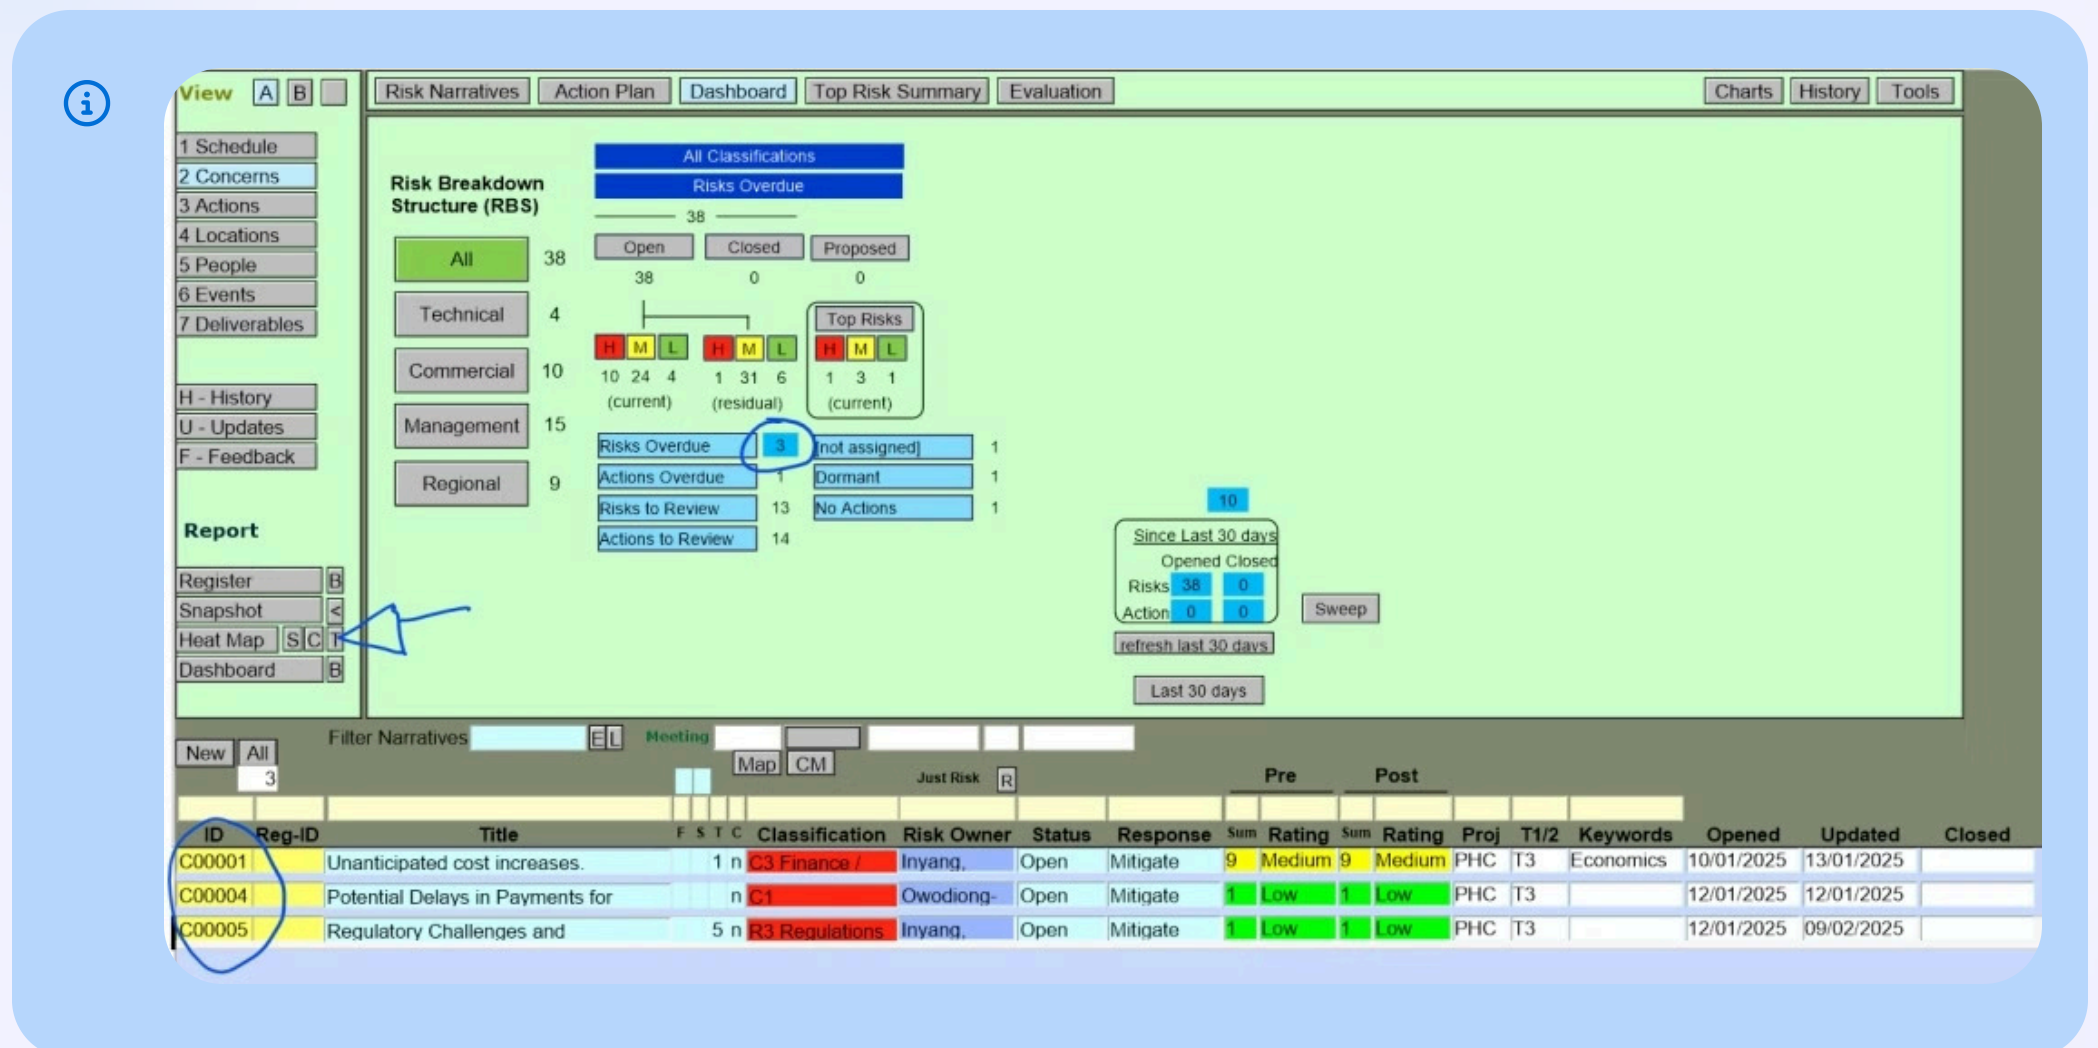 View A B
Risk Narratives Action Plan Dashboard Top Risk Summary Evaluation Charts History Tools
1 Schedule
2 Concerns
3 Actions
4 Locations
5 People
6 Events
7 Deliverables
H - History
U - Updates
F - Feedback
Report
Register B
Snapshot <
Heat Map S C T
Dashboard B
Risk Breakdown
Structure (RBS)
All 38
Technical 4
Commercial 10
Management 15
Regional 9
All Classifications
Risks Overdue
38
Open Closed Proposed
38 0 0
Top Risks
H M L H M L H M L
10 24 4 1 31 6 1 3 1
(current) (residual) (current)
Risks Overdue 3 [not assigned] 1
Actions Overdue 1 Dormant 1
Risks to Review 13 No Actions 1
Actions to Review 14
10
Since Last 30 days
Opened Closed
Risks 38 0
Action 0 0
Sweep
refresh last 30 days
Last 30 days
New All
3
Filter Narratives E L Meeting
Map CM
Just Risk R
Pre Post
ID Reg-ID Title F S T C Classification Risk Owner Status Response Sum Rating Sum Rating Proj T1/2 Keywords Opened Updated Closed
C00001 Unanticipated cost increases. 1 n C3 Finance / Inyang, Open Mitigate 9 Medium 9 Medium PHC T3 Economics 10/01/2025 13/01/2025
C00004 Potential Delays in Payments for n C1 Owodiong- Open Mitigate 1 Low 1 Low PHC T3 12/01/2025 12/01/2025
C00005 Regulatory Challenges and 5 n R3 Regulations Inyang, Open Mitigate 1 Low 1 Low PHC T3 12/01/2025 09/02/2025